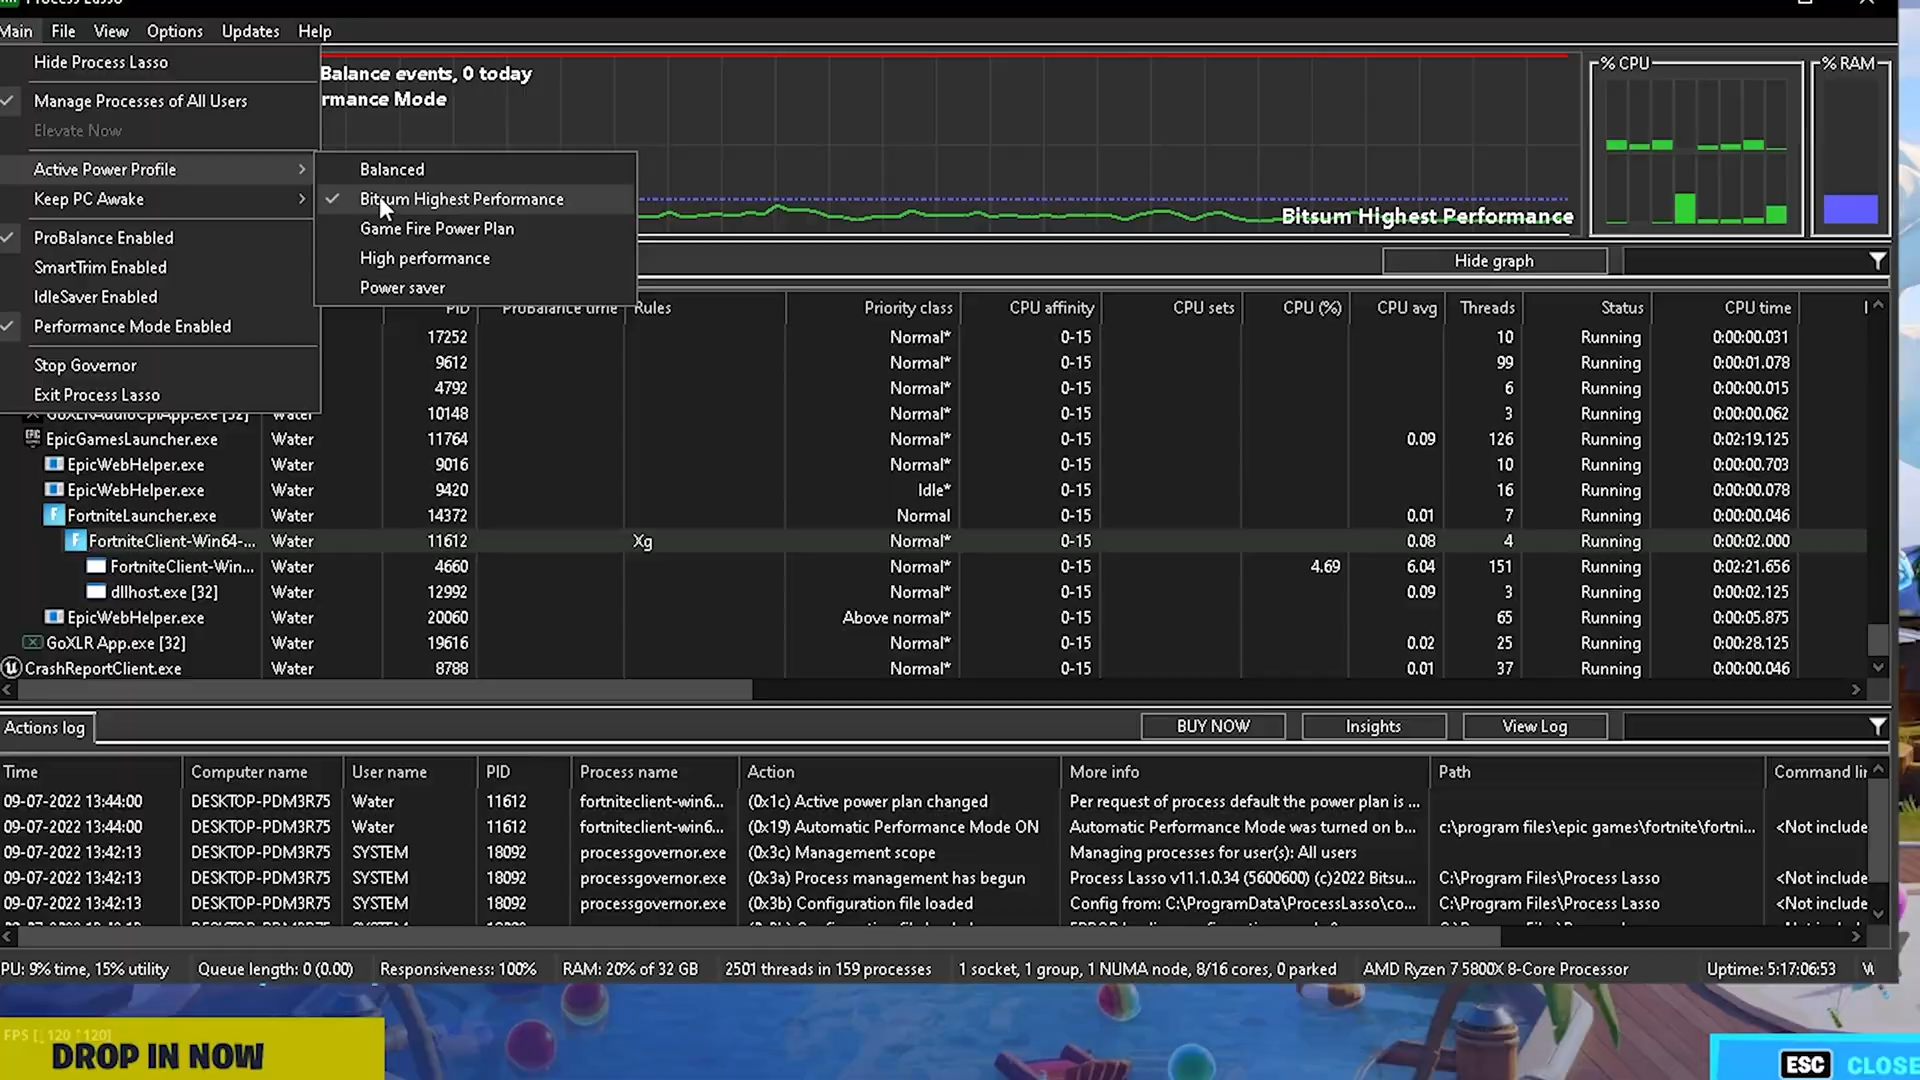 Process Lasso
Main File View Options Updates Help
Hide Process Lasso
Manage Processes of All Users
Elevate Now
Active Power Profile
Keep PC Awake
ProBalance Enabled
SmartTrim Enabled
IdleSaver Enabled
Performance Mode Enabled
Stop Governor
Exit Process Lasso
Balance events, 0 today
rmance Mode
Balanced
Bitsum Highest Performance
Game Fire Power Plan
High performance
Power saver
Bitsum Highest Performance
% CPU
% RAM
Hide graph
PID ProBalance time Rules Priority class CPU affinity CPU sets CPU (%) CPU avg Threads Status CPU time
17252 Normal* 0-15 10 Running 0:00:00.031
9612 Normal* 0-15 99 Running 0:00:01.078
4792 Normal* 0-15 6 Running 0:00:00.015
GoXLRAudioCplApp.exe [32] Water 10148 Normal* 0-15 3 Running 0:00:00.062
EpicGamesLauncher.exe Water 11764 Normal* 0-15 0.09 126 Running 0:02:19.125
EpicWebHelper.exe Water 9016 Normal* 0-15 10 Running 0:00:00.703
EpicWebHelper.exe Water 9420 Idle* 0-15 16 Running 0:00:00.078
FortniteLauncher.exe Water 14372 Normal 0-15 0.01 7 Running 0:00:00.046
FortniteClient-Win64-... Water 11612 Xg Normal* 0-15 0.08 4 Running 0:00:02.000
FortniteClient-Win... Water 4660 Normal* 0-15 4.69 6.04 151 Running 0:02:21.656
dllhost.exe [32] Water 12992 Normal* 0-15 0.09 3 Running 0:00:02.125
EpicWebHelper.exe Water 20060 Above normal* 0-15 65 Running 0:00:05.875
GoXLR App.exe [32] Water 19616 Normal* 0-15 0.02 25 Running 0:00:28.125
CrashReportClient.exe Water 8788 Normal* 0-15 0.01 37 Running 0:00:00.046
Actions log BUY NOW Insights View Log
Time Computer name User name PID Process name Action More info Path Command lin
09-07-2022 13:44:00 DESKTOP-PDM3R75 Water 11612 fortniteclient-win6... (0x1c) Active power plan changed Per request of process default the power plan is ...
09-07-2022 13:44:00 DESKTOP-PDM3R75 Water 11612 fortniteclient-win6... (0x19) Automatic Performance Mode ON Automatic Performance Mode was turned on b... c:\program files\epic games\fortnite\fortni... <Not include
09-07-2022 13:42:13 DESKTOP-PDM3R75 SYSTEM 18092 processgovernor.exe (0x3c) Management scope Managing processes for user(s): All users
09-07-2022 13:42:13 DESKTOP-PDM3R75 SYSTEM 18092 processgovernor.exe (0x3a) Process management has begun Process Lasso v11.1.0.34 (5600600) (c)2022 Bitsu... C:\Program Files\Process Lasso <Not include
09-07-2022 13:42:13 DESKTOP-PDM3R75 SYSTEM 18092 processgovernor.exe (0x3b) Configuration file loaded Config from: C:\ProgramData\ProcessLasso\co... C:\Program Files\Process Lasso <Not include
PU: 9% time, 15% utility Queue length: 0 (0.00) Responsiveness: 100% RAM: 20% of 32 GB 2501 threads in 159 processes 1 socket, 1 group, 1 NUMA node, 8/16 cores, 0 parked AMD Ryzen 7 5800X 8-Core Processor Uptime: 5:17:06:53
FPS [↓120 ↑120]
DROP IN NOW
ESC CLOSE